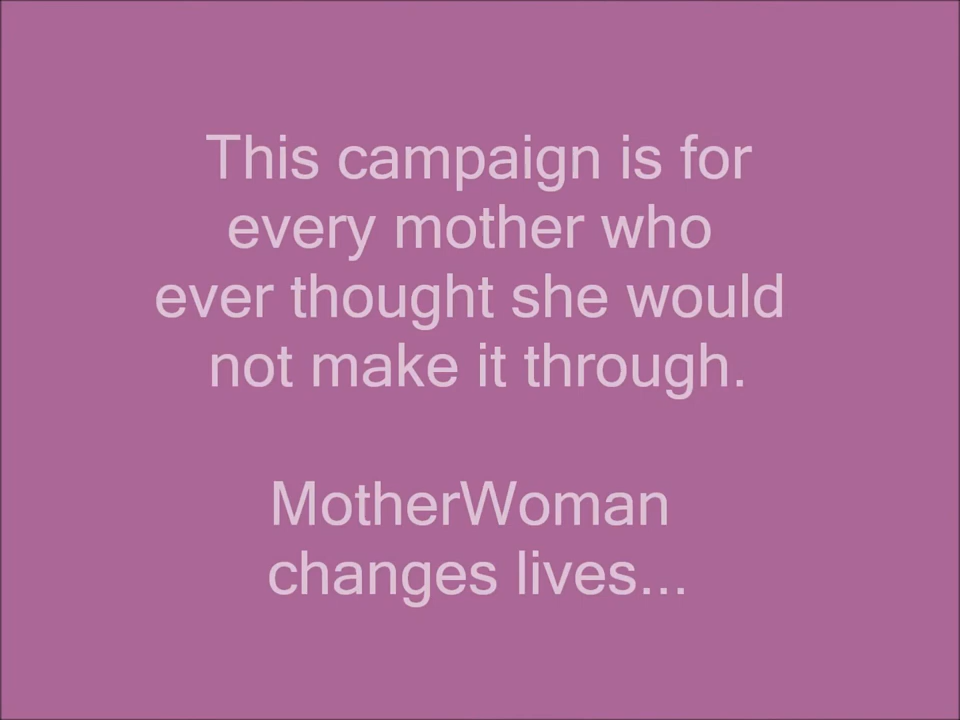 This campaign is for
every mother who
ever thought she would
not make it through.
MotherWoman
changes lives...